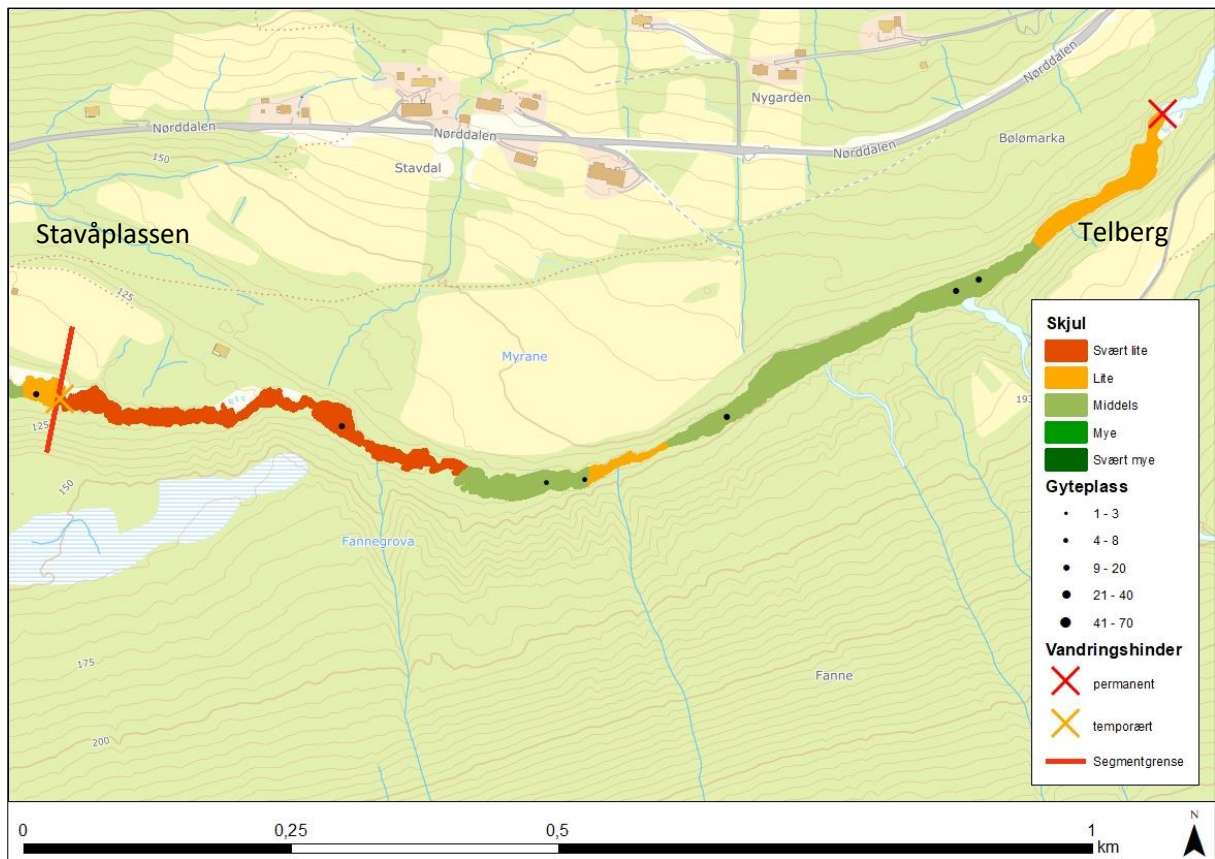 Nørddalen
Nygarden
Nørddalen
Nørddalen
Nørddalen
Bølømarka
150
Stavdal
Stavåplassen
Telberg
125
Myrane
125
150
Fannegrova
193
175
Fanne
200
Skjul
Svært lite
Lite
Middels
Mye
Svært mye
Gyteplass
1 - 3
4 - 8
9 - 20
21 - 40
41 - 70
Vandringshinder
permanent
temporært
Segmentgrense
0
0,25
0,5
1
km
N